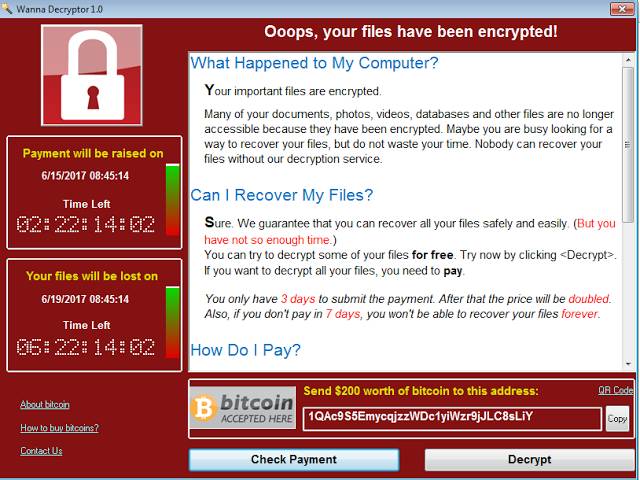 Wanna Decryptor 1.0
Ooops, your files have been encrypted!
Payment will be raised on
6/15/2017 08:45:14
Time Left
02:22:14:02
Your files will be lost on
6/19/2017 08:45:14
Time Left
06:22:14:02
About bitcoin
How to buy bitcoins?
Contact Us
What Happened to My Computer?
Your important files are encrypted.
Many of your documents, photos, videos, databases and other files are no longer
accessible because they have been encrypted. Maybe you are busy looking for a
way to recover your files, but do not waste your time. Nobody can recover your
files without our decryption service.
Can I Recover My Files?
Sure. We guarantee that you can recover all your files safely and easily. (But you
have not so enough time.)
You can try to decrypt some of your files for free. Try now by clicking <Decrypt>.
If you want to decrypt all your files, you need to pay.
You only have 3 days to submit the payment. After that the price will be doubled.
Also, if you don't pay in 7 days, you won't be able to recover your files forever.
How Do I Pay?
bitcoin
ACCEPTED HERE
Send $200 worth of bitcoin to this address:
QR Code
1QAc9S5EmycqjzzWDc1yiWzr9jJLC8sLiY
Copy
Check Payment
Decrypt